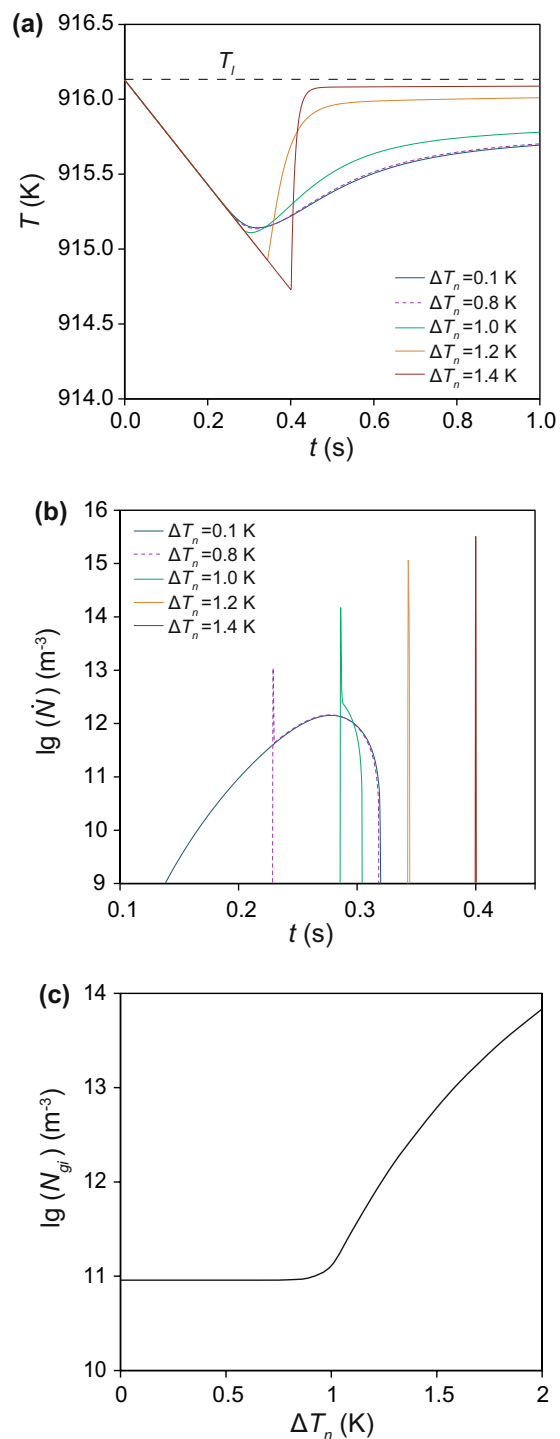 (a)
916.5
916.0
915.5
915.0
914.5
914.0
T (K)
T_l
ΔT_n=0.1 K
ΔT_n=0.8 K
ΔT_n=1.0 K
ΔT_n=1.2 K
ΔT_n=1.4 K
0.0 0.2 0.4 0.6 0.8 1.0
t (s)
(b)
16
15
14
13
12
11
10
9
lg (Ṅ) (m⁻³)
ΔT_n=0.1 K
ΔT_n=0.8 K
ΔT_n=1.0 K
ΔT_n=1.2 K
ΔT_n=1.4 K
0.1 0.2 0.3 0.4
t (s)
(c)
14
13
12
11
10
lg (N_gi) (m⁻³)
0 0.5 1 1.5 2
ΔT_n (K)